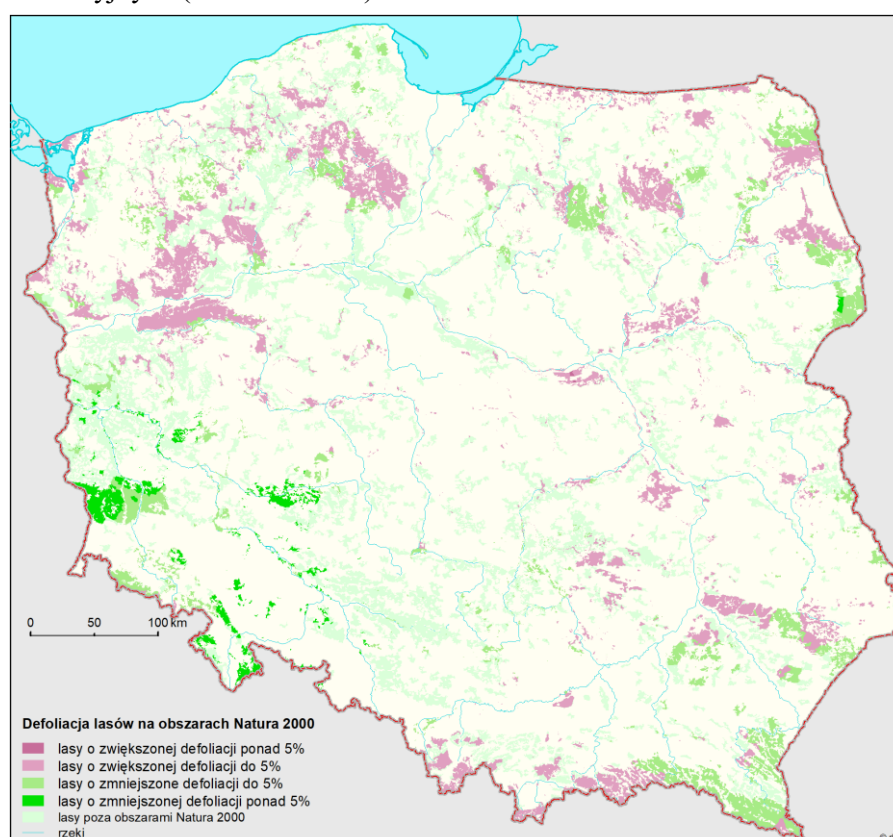 0 50 100 km
Defoliacja lasów na obszarach Natura 2000
lasy o zwiększonej defoliacji ponad 5%
lasy o zwiększonej defoliacji do 5%
lasy o zmniejszone defoliacji do 5%
lasy o zmniejszonej defoliacji ponad 5%
lasy poza obszarami Natura 2000
rzeki